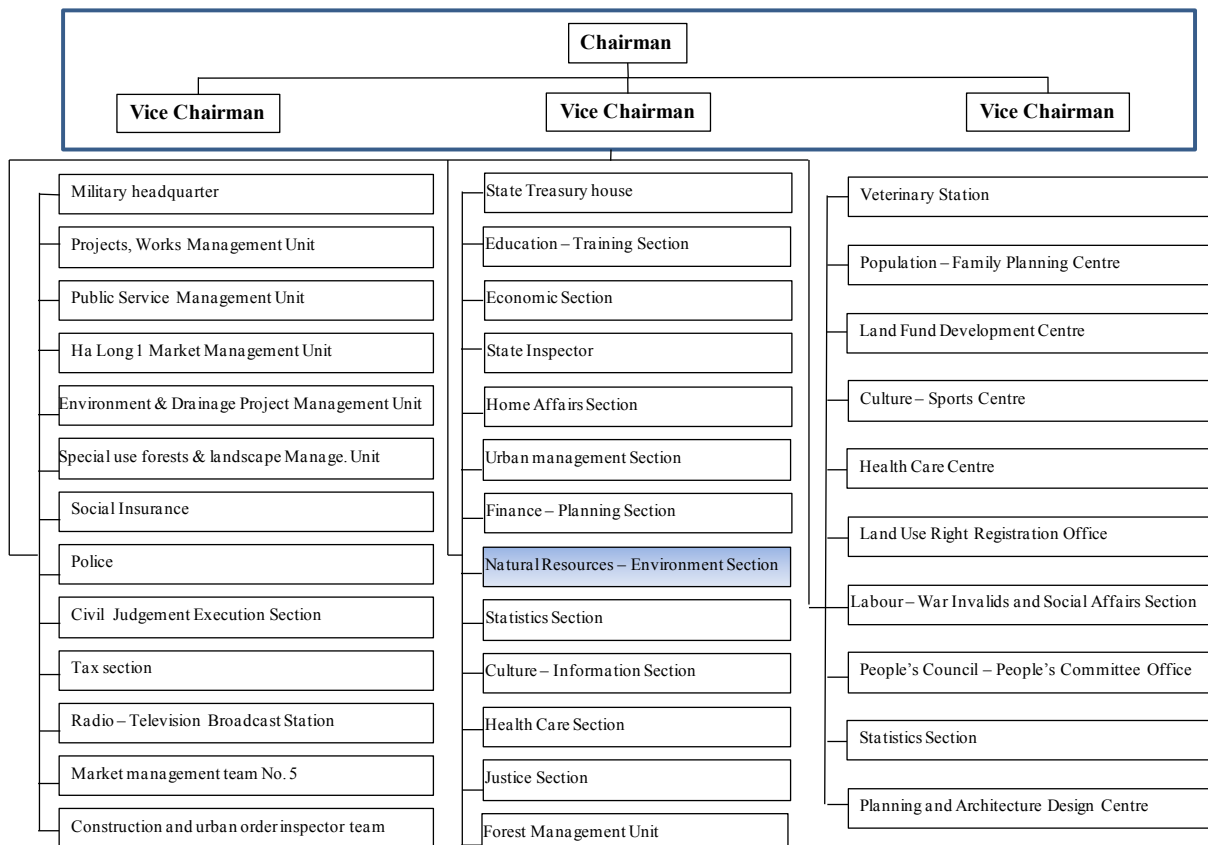 Chairman
Vice Chairman
Vice Chairman
Vice Chairman
Military headquarter
Projects, Works Management Unit
Public Service Management Unit
Ha Long 1 Market Management Unit
Environment & Drainage Project Management Unit
Special use forests & landscape Manage. Unit
Social Insurance
Police
Civil Judgement Execution Section
Tax section
Radio – Television Broadcast Station
Market management team No. 5
Construction and urban order inspector team
State Treasury house
Education – Training Section
Economic Section
State Inspector
Home Affairs Section
Urban management Section
Finance – Planning Section
Natural Resources – Environment Section
Statistics Section
Culture – Information Section
Health Care Section
Justice Section
Forest Management Unit
Veterinary Station
Population – Family Planning Centre
Land Fund Development Centre
Culture – Sports Centre
Health Care Centre
Land Use Right Registration Office
Labour – War Invalids and Social Affairs Section
People's Council – People's Committee Office
Statistics Section
Planning and Architecture Design Centre